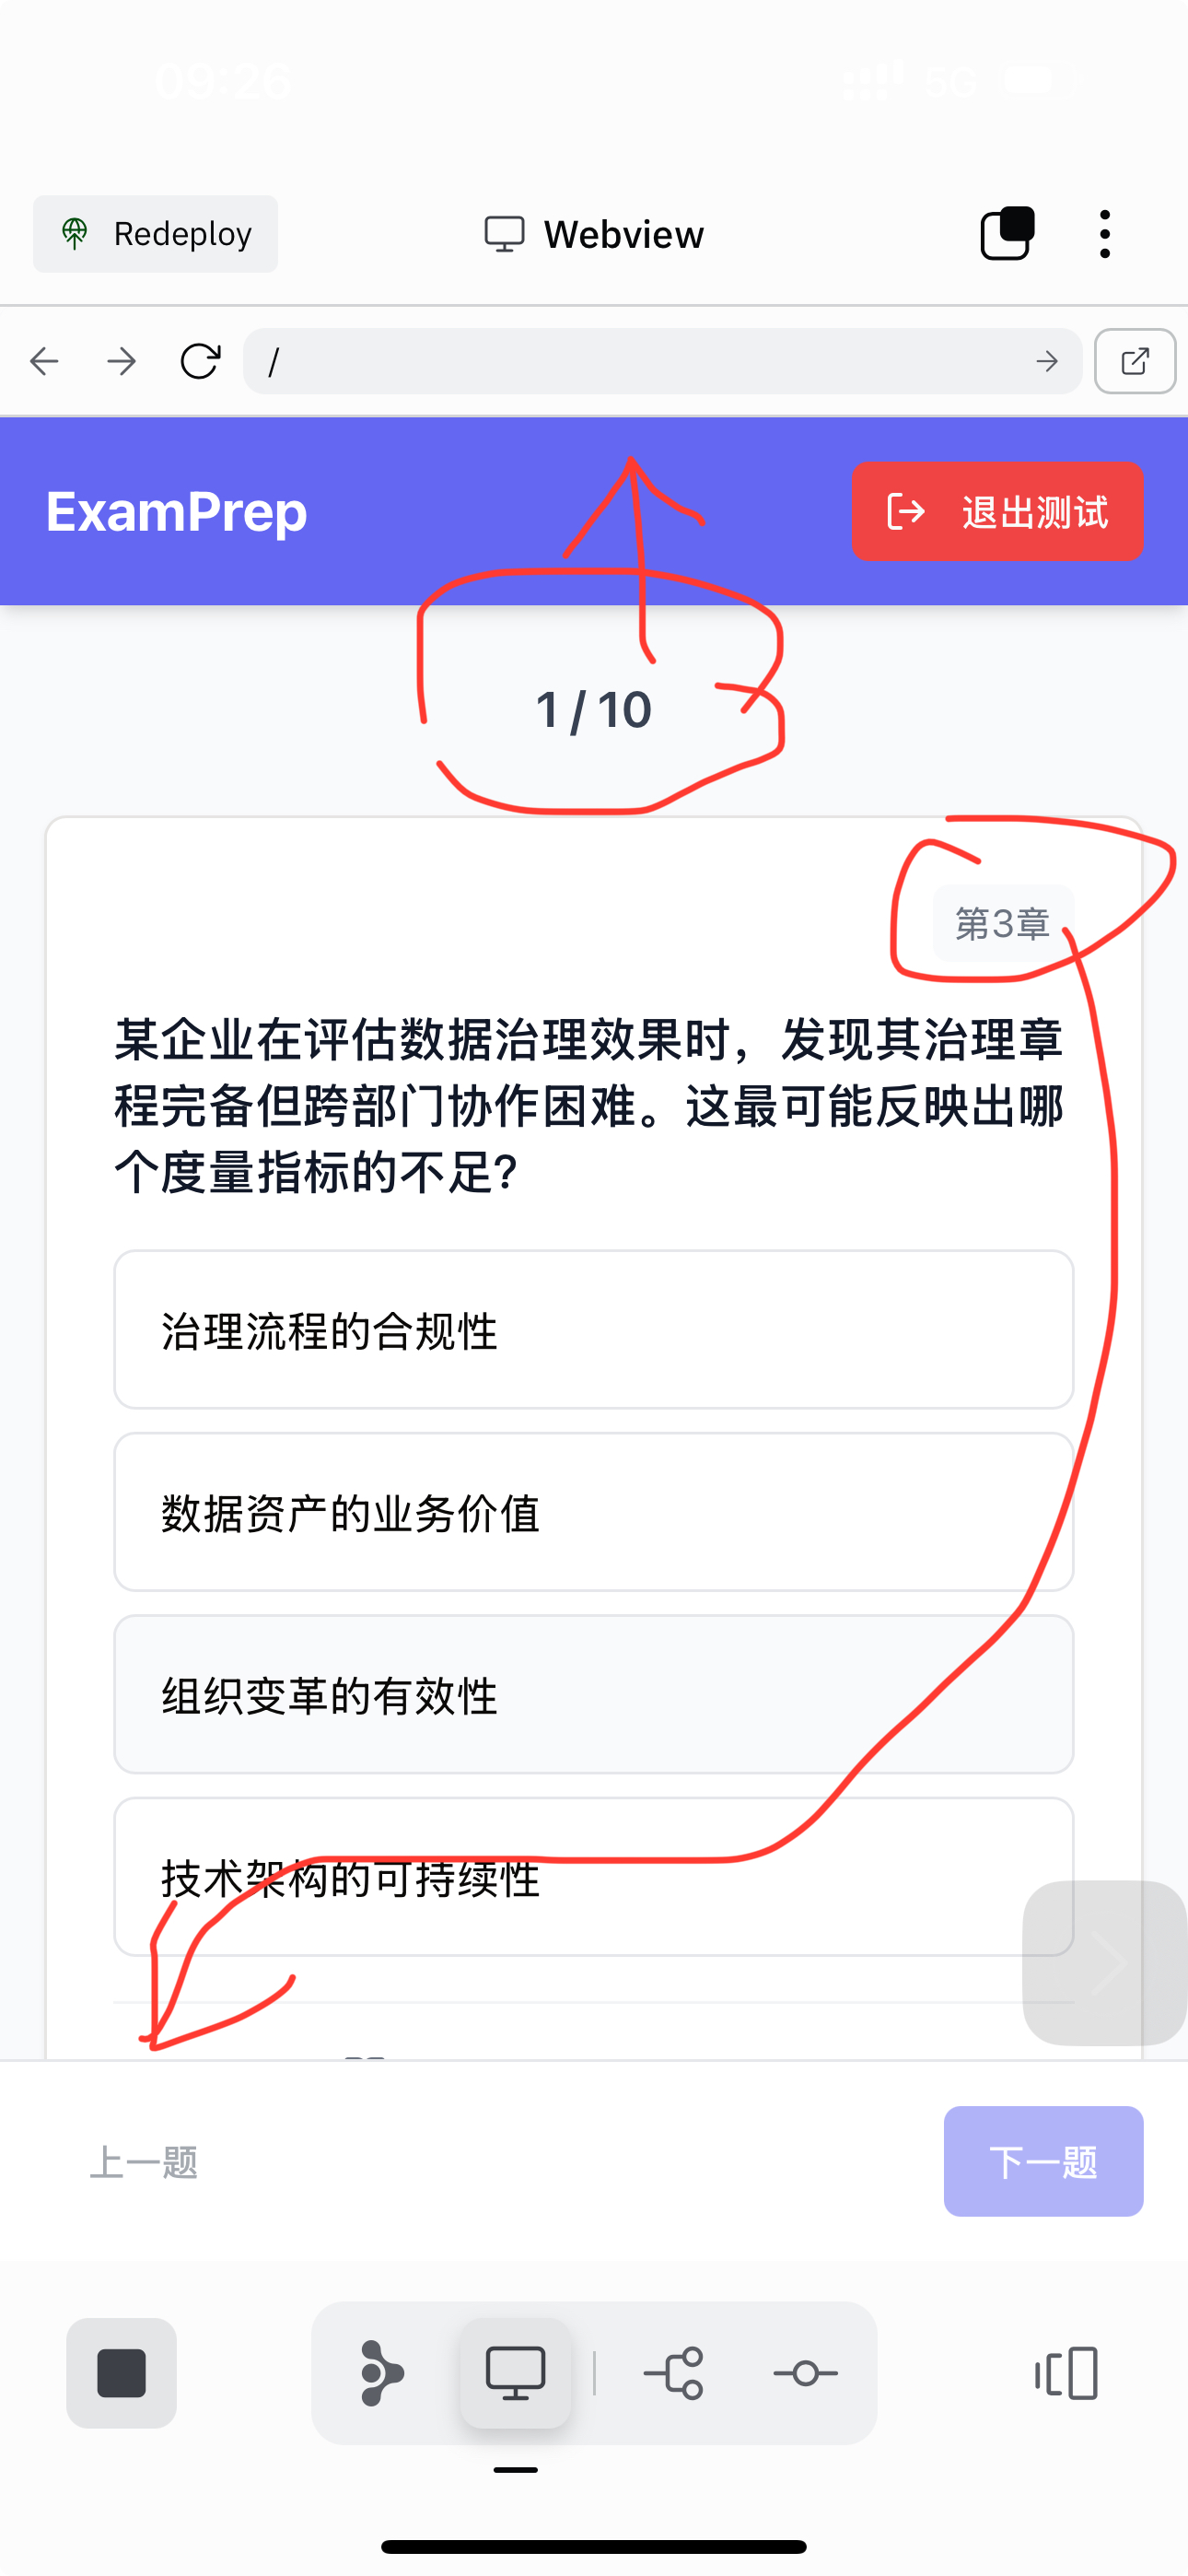 09:26
5G
Redeploy
Webview
/
ExamPrep
退出测试
1 / 10
第3章
某企业在评估数据治理效果时，发现其治理章
程完备但跨部门协作困难。这最可能反映出哪
个度量指标的不足?
治理流程的合规性
数据资产的业务价值
组织变革的有效性
技术架构的可持续性
上一题
下一题